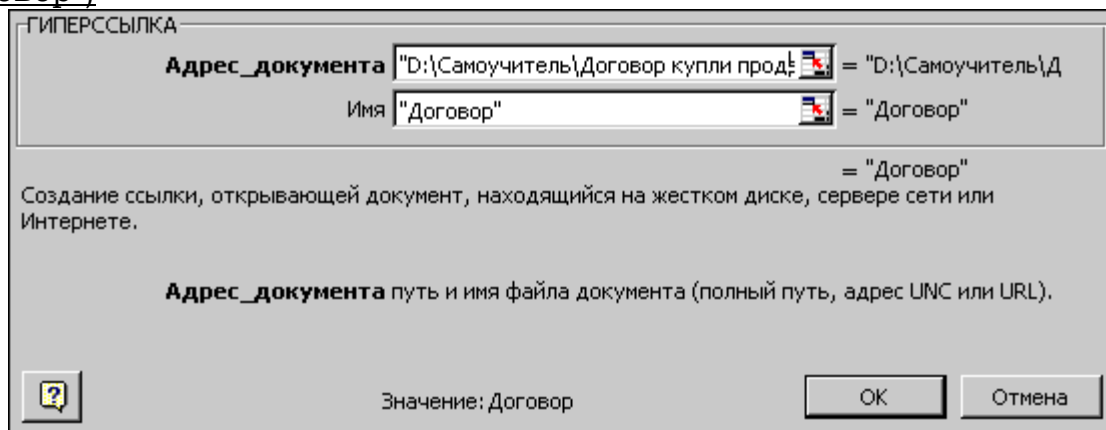 ГИПЕРССЫЛКА
Адрес_документа "D:\Самоучитель\Договор купли прод = "D:\Самоучитель\Д
Имя "Договор" = "Договор"
= "Договор"
Создание ссылки, открывающей документ, находящийся на жестком диске, сервере сети или
Интернете.
Адрес_документа путь и имя файла документа (полный путь, адрес UNC или URL).
Значение: Договор
OK
Отмена